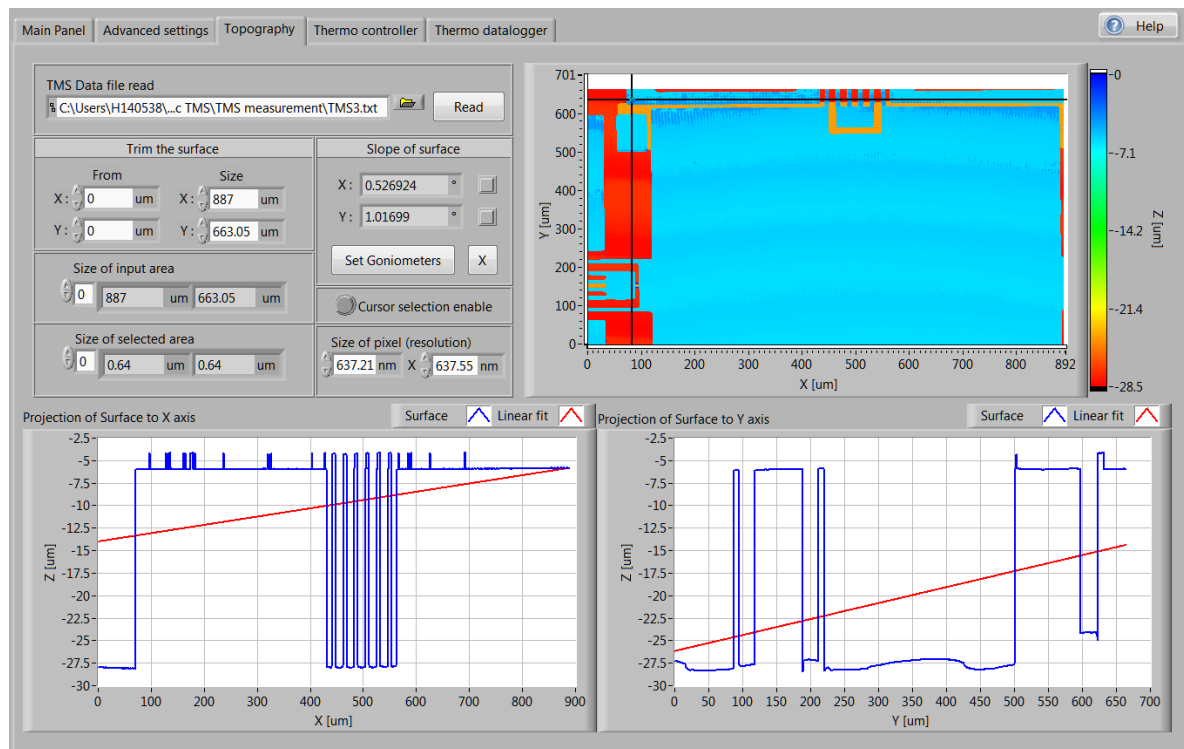 Main Panel Advanced settings Topography Thermo controller Thermo datalogger Help
TMS Data file read
C:\Users\H140538\...c TMS\TMS measurement\TMS3.txt Read
Trim the surface
From Size
X: 0 um X: 887 um
Y: 0 um Y: 663.05 um
Slope of surface
X: 0.526924 °
Y: 1.01699 °
Set Goniometers X
Size of input area
0 887 um 663.05 um
Cursor selection enable
Size of selected area
0 0.64 um 0.64 um
Size of pixel (resolution)
637.21 nm X 637.55 nm
701
600
500
400
300
200
100
0
Y [um]
0 100 200 300 400 500 600 700 800 892
X [um]
-0
-7.1
-14.2
-21.4
-28.5
Z [um]
Projection of Surface to X axis Surface Linear fit
-2.5
-5
-7.5
-10
-12.5
-15
-17.5
-20
-22.5
-25
-27.5
-30
Z [um]
0 100 200 300 400 500 600 700 800 900
X [um]
Projection of Surface to Y axis Surface Linear fit
-2.5
-5
-7.5
-10
-12.5
-15
-17.5
-20
-22.5
-25
-27.5
-30
Z [um]
0 50 100 150 200 250 300 350 400 450 500 550 600 650 700
Y [um]